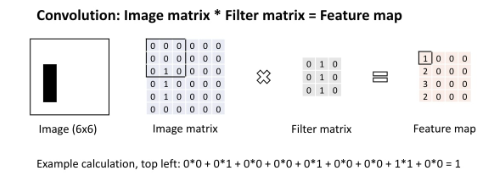 Convolution: Image matrix * Filter matrix = Feature map
0 0 0 0 0 0
0 0 0 0 0 0
0 1 0 0 0 0
0 1 0 0 0 0
0 1 0 0 0 0
0 0 0 0 0 0
0 1 0
0 1 0
0 1 0
1 0 0 0
2 0 0 0
3 0 0 0
2 0 0 0
Image (6x6)
Image matrix
Filter matrix
Feature map
Example calculation, top left: 0*0 + 0*1 + 0*0 + 0*0 + 0*1 + 0*0 + 0*0 + 1*1 + 0*0 = 1